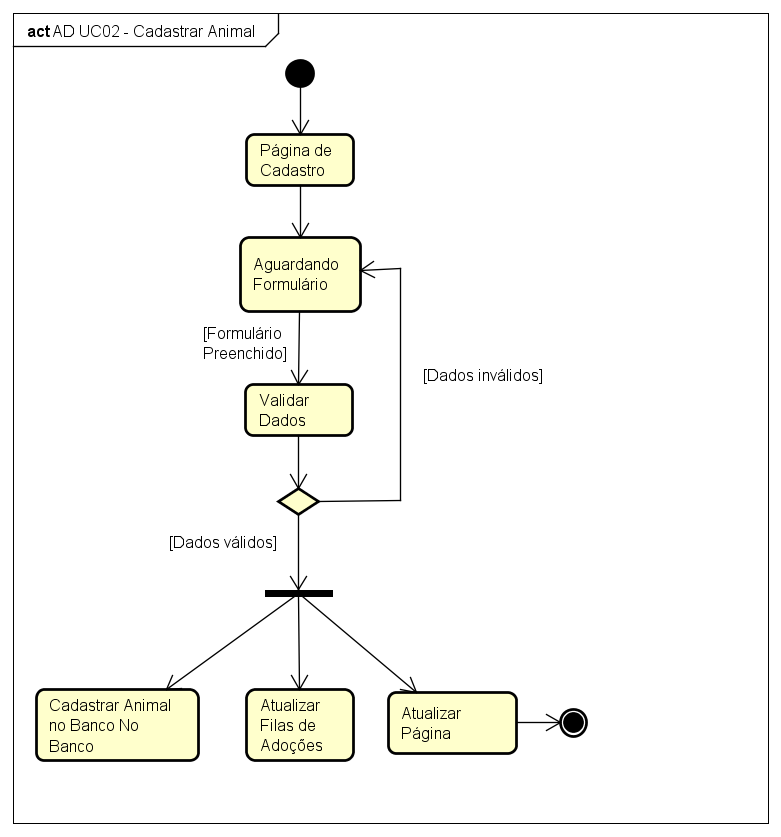 act AD UC02 - Cadastrar Animal
Página de
Cadastro
Aguardando
Formulário
[Formulário
Preenchido]
[Dados inválidos]
Validar
Dados
[Dados válidos]
Cadastrar Animal
no Banco No
Banco
Atualizar
Filas de
Adoções
Atualizar
Página